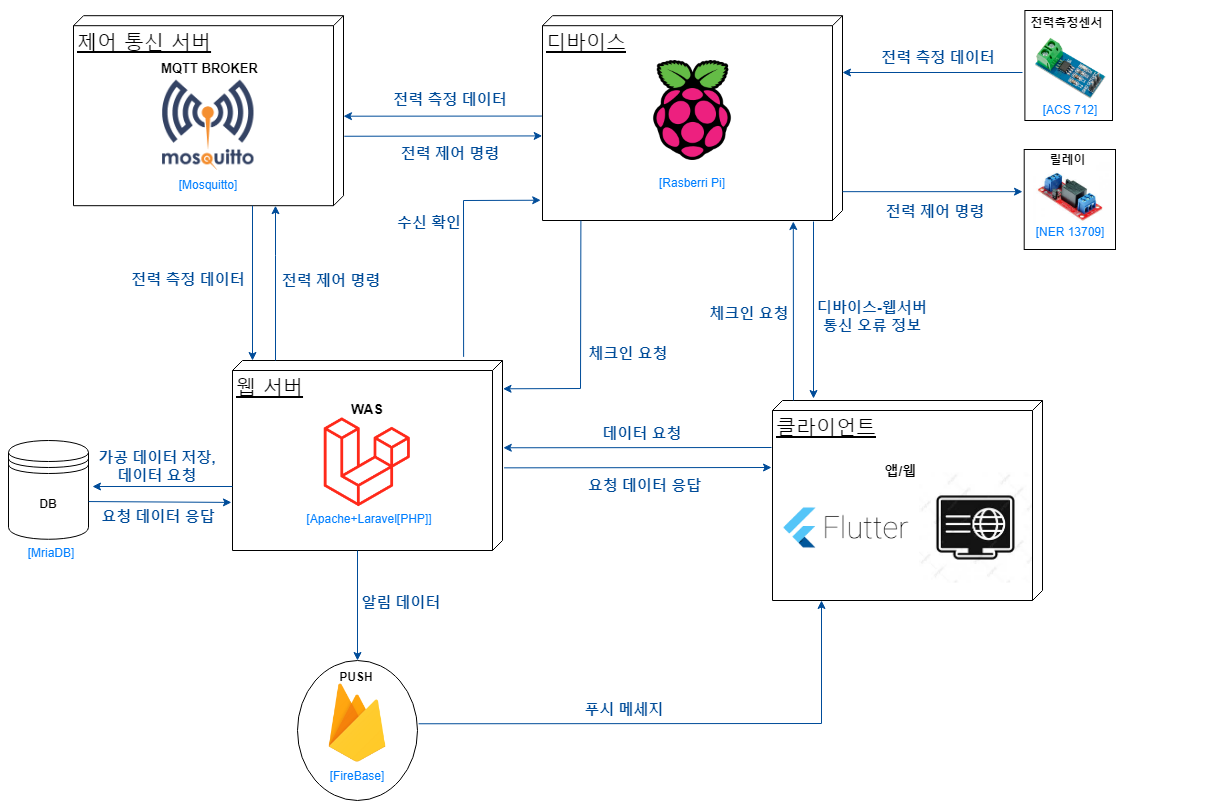 제어 통신 서버
MQTT BROKER
mosquitto
[Mosquitto]
전력 측정 데이터
전력 제어 명령
디바이스
[Rasberri Pi]
전력 측정 데이터
전력측정센서
[ACS 712]
전력 제어 명령
릴레이
[NER 13709]
수신 확인
전력 측정 데이터
전력 제어 명령
체크인 요청
체크인 요청
디바이스-웹서버
통신 오류 정보
웹 서버
WAS
[Apache+Laravel[PHP]]
데이터 요청
요청 데이터 응답
클라이언트
앱/웹
Flutter
가공 데이터 저장,
데이터 요청
요청 데이터 응답
DB
[MriaDB]
알림 데이터
PUSH
[FireBase]
푸시 메세지